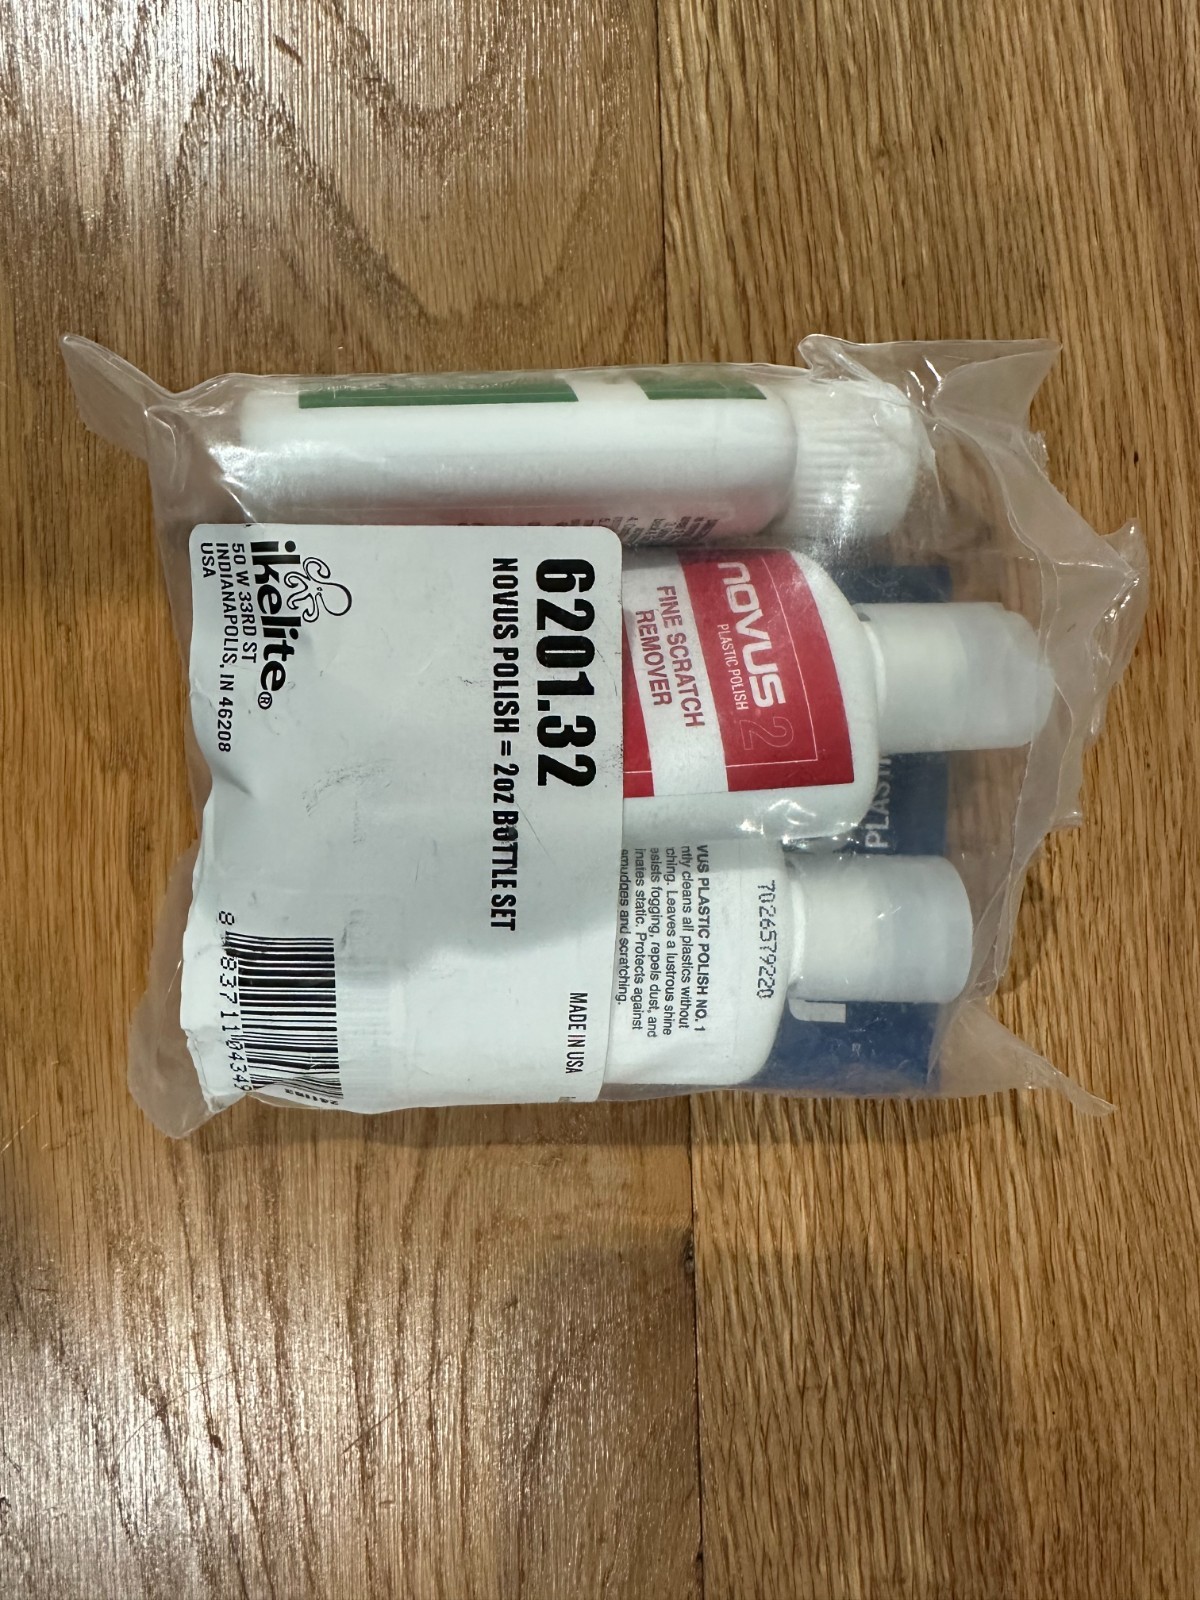 6201.32
NOVUS POLISH = 2oz BOTTLE SET
MADE IN USA
ikelite®
50 W 33RD ST
INDIANAPOLIS, IN 46208
USA
8
novus
PLASTIC POLISH 2
FINE SCRATCH
REMOVER
7026579220
VUS PLASTIC POLISH NO. 1
ntly cleans all plastics without
ching. Leaves a lustrous shine
esists fogging, repels dust, and
inates static. Protects against
smudges and scratching.